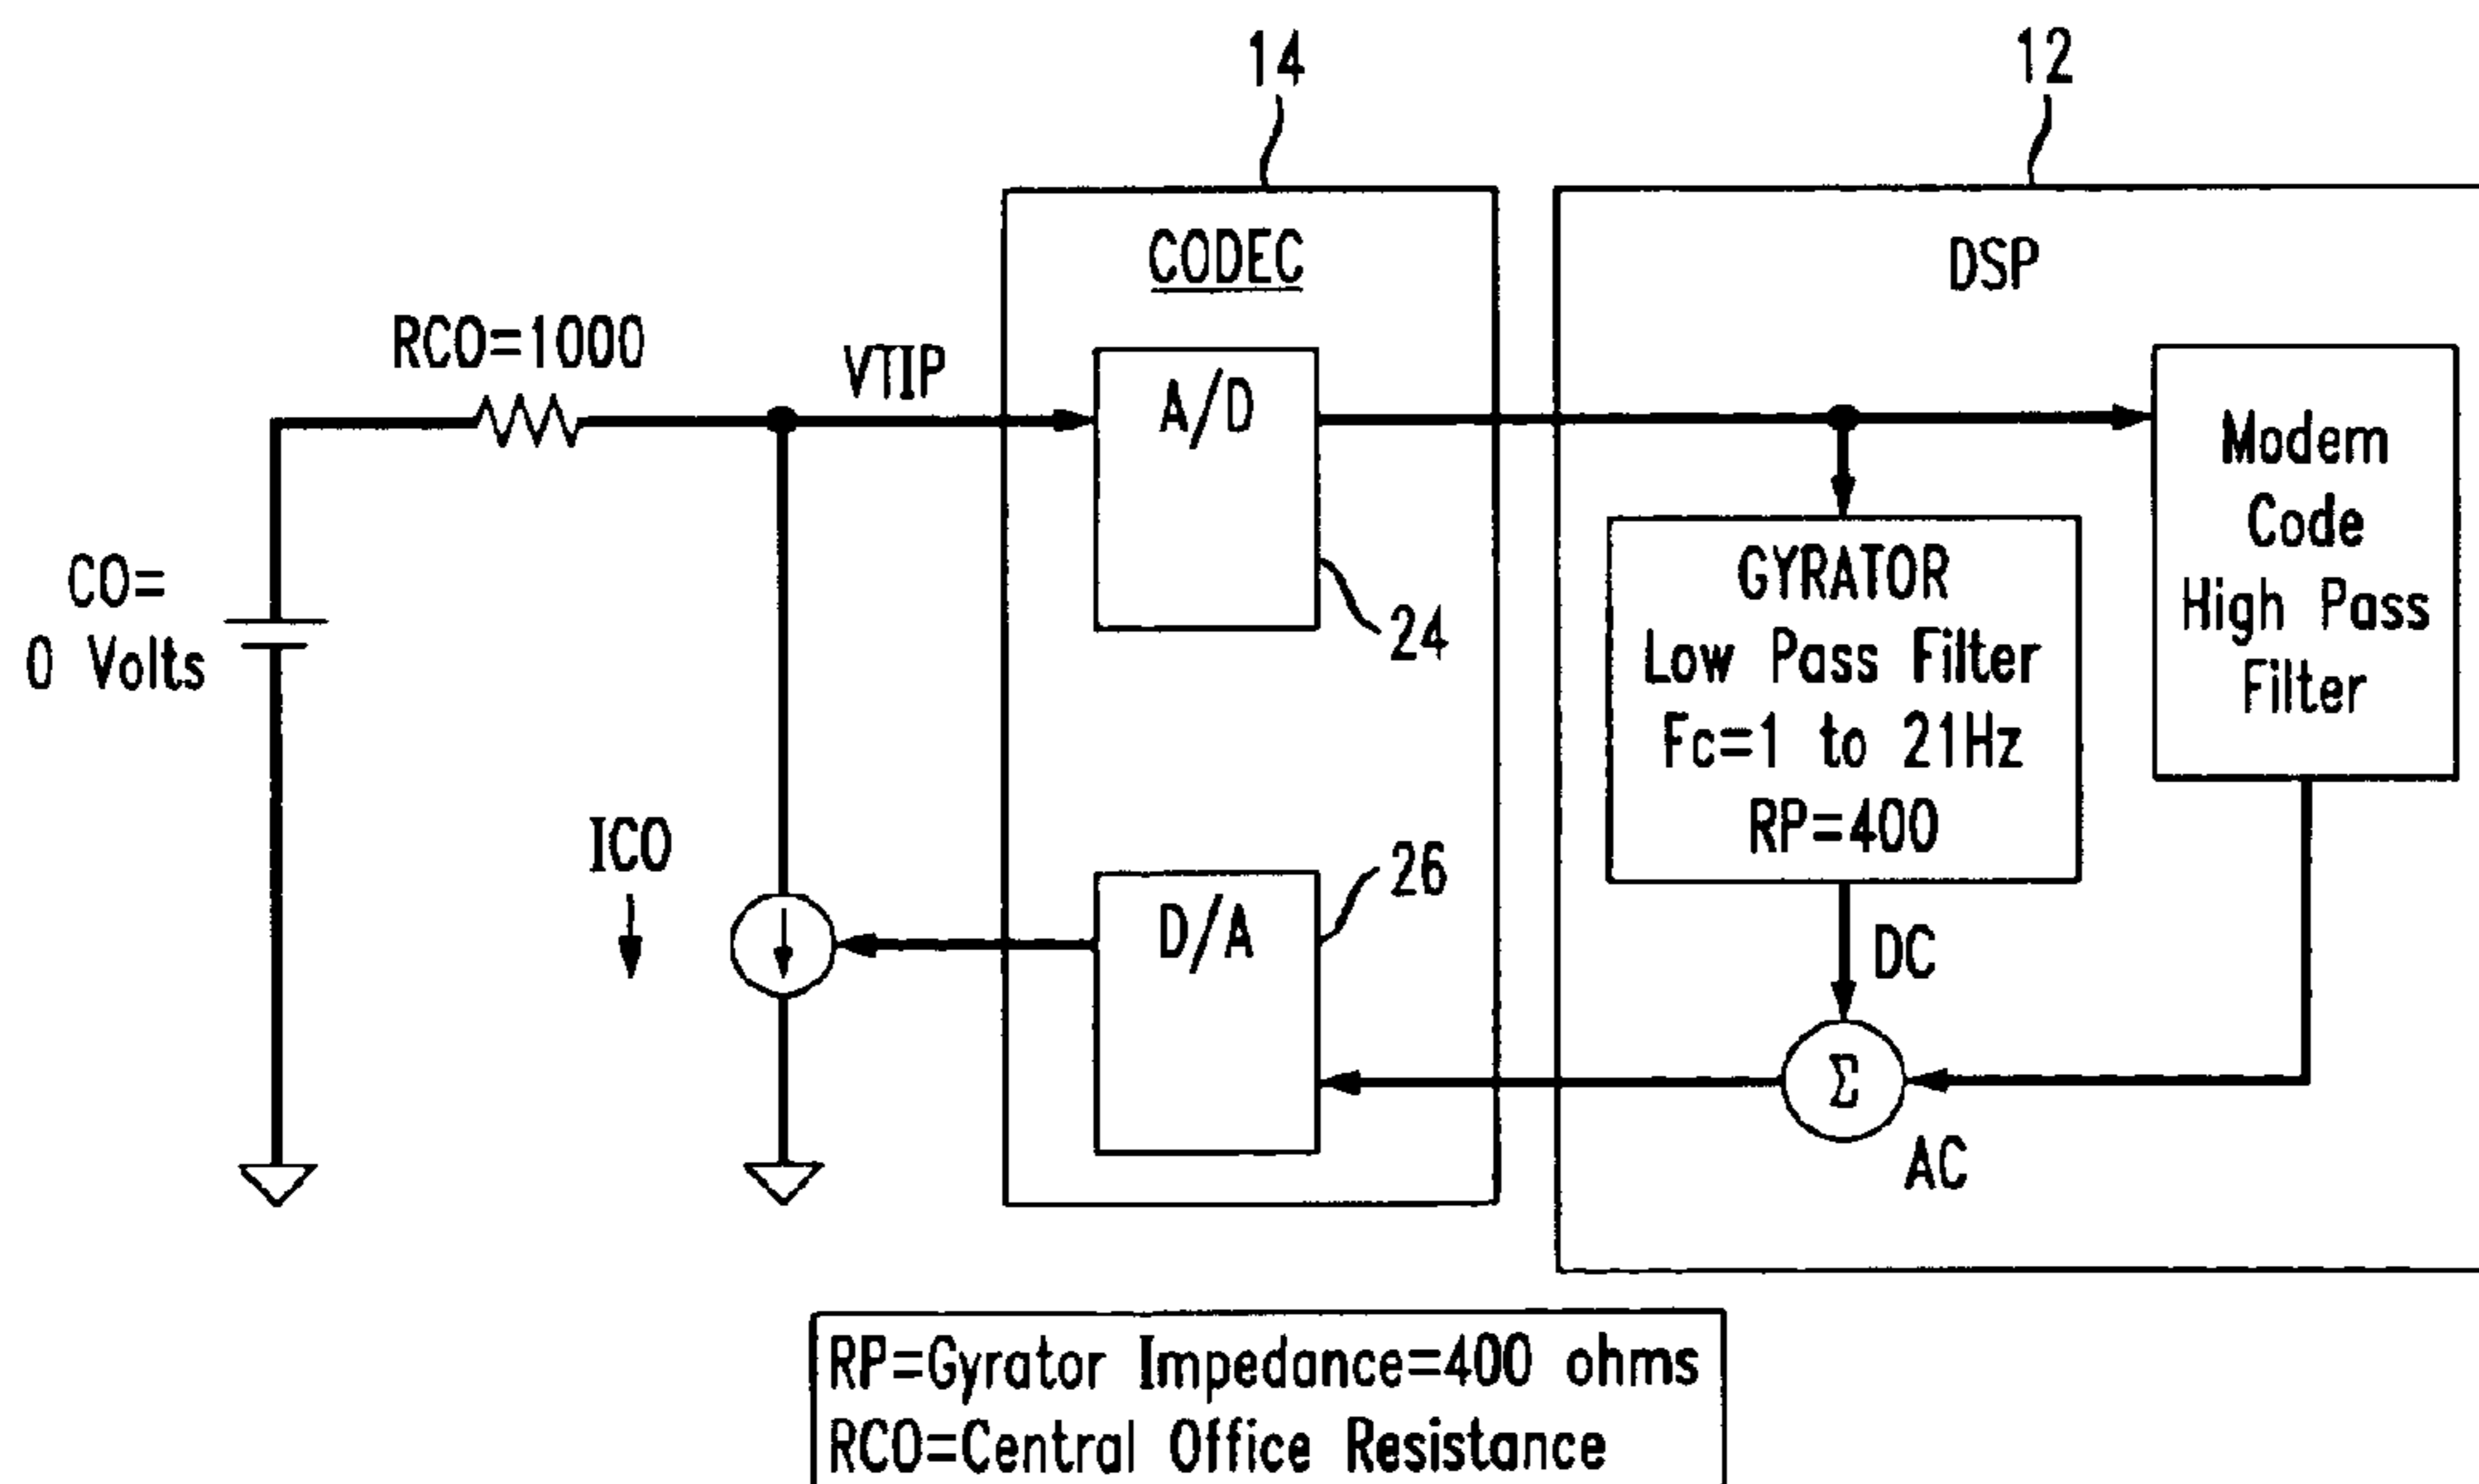 14
12
CODEC
DSP
RCO=1000
VTIP
A/D
Modem
Code
High Pass
Filter
CO=
0 Volts
24
GYRATOR
Low Pass Filter
Fc=1 to 21Hz
RP=400
ICO
26
D/A
DC
Σ
AC
RP=Gyrator Impedance=400 ohms
RCO=Central Office Resistance